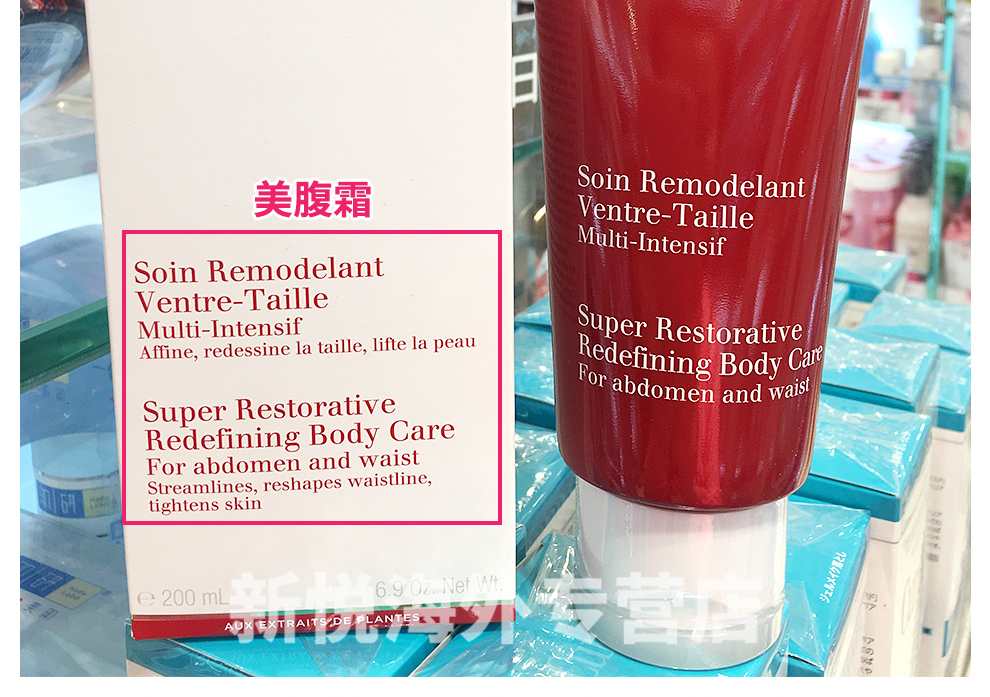 美腹霜
Soin Remodelant
Ventre-Taille
Multi-Intensif
Affine, redessine la taille, lifte la peau
Super Restorative
Redefining Body Care
For abdomen and waist
Streamlines, reshapes waistline,
tightens skin
℮ 200 mL
6.9 Oz. Net Wt.
AUX EXTRAITS DE PLANTES
Soin Remodelant
Ventre-Taille
Multi-Intensif
Super Restorative
Redefining Body Care
For abdomen and waist
新悦海外专营店